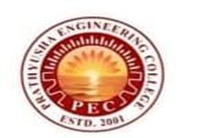 PRATHYUSHA ENGINEERING COLLEGE
PEC
ESTD. 2001